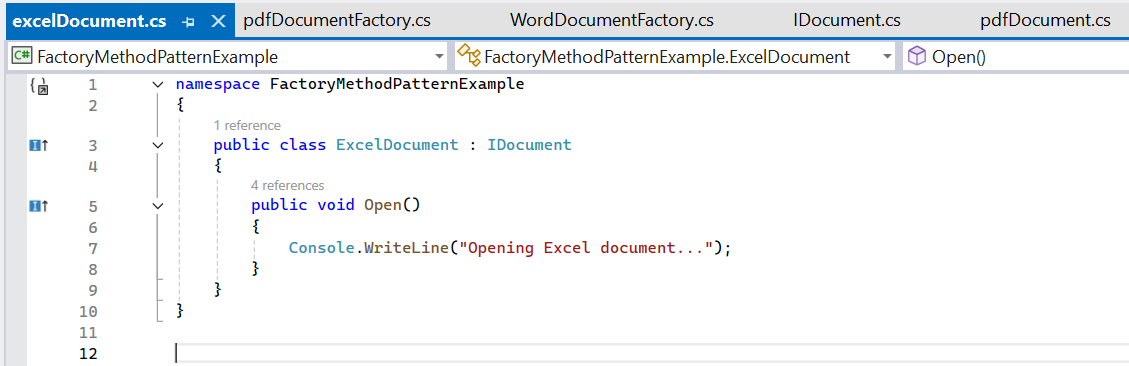 excelDocument.cs pdfDocumentFactory.cs WordDocumentFactory.cs IDocument.cs pdfDocument.cs
C# FactoryMethodPatternExample FactoryMethodPatternExample.ExcelDocument Open()
1 namespace FactoryMethodPatternExample
2 {
1 reference
3 public class ExcelDocument : IDocument
4 {
4 references
5 public void Open()
6 {
7 Console.WriteLine("Opening Excel document...");
8 }
9 }
10 }
11
12